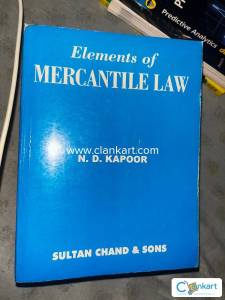 Elements of
MERCANTILE LAW
www.clankart.com
N. D. KAPOOR
SULTAN CHAND & SONS
Predictive Analytics
Clankart